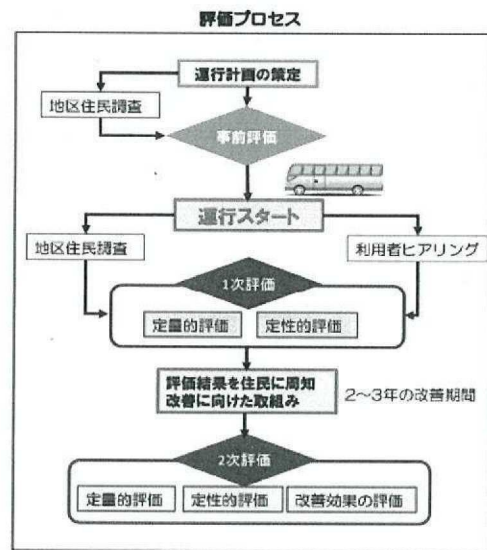 評価プロセス
運行計画の策定
地区住民調査
事前評価
運行スタート
地区住民調査
利用者ヒアリング
1次評価
定量的評価
定性的評価
評価結果を住民に周知
改善に向けた取組み
2～3年の改善期間
2次評価
定量的評価
定性的評価
改善効果の評価